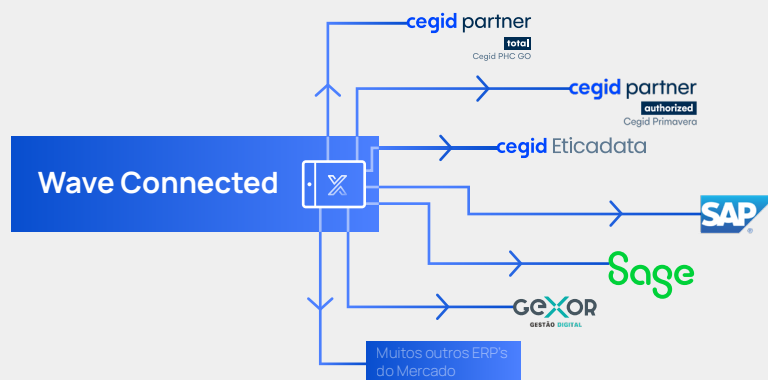 cegid partner
total
Cegid PHC GO
cegid partner
authorized
Cegid Primavera
cegid Eticadata
Wave Connected
SAP
®
Sage
GEXOR
GESTÃO DIGITAL
Muitos outros ERP's
do Mercado